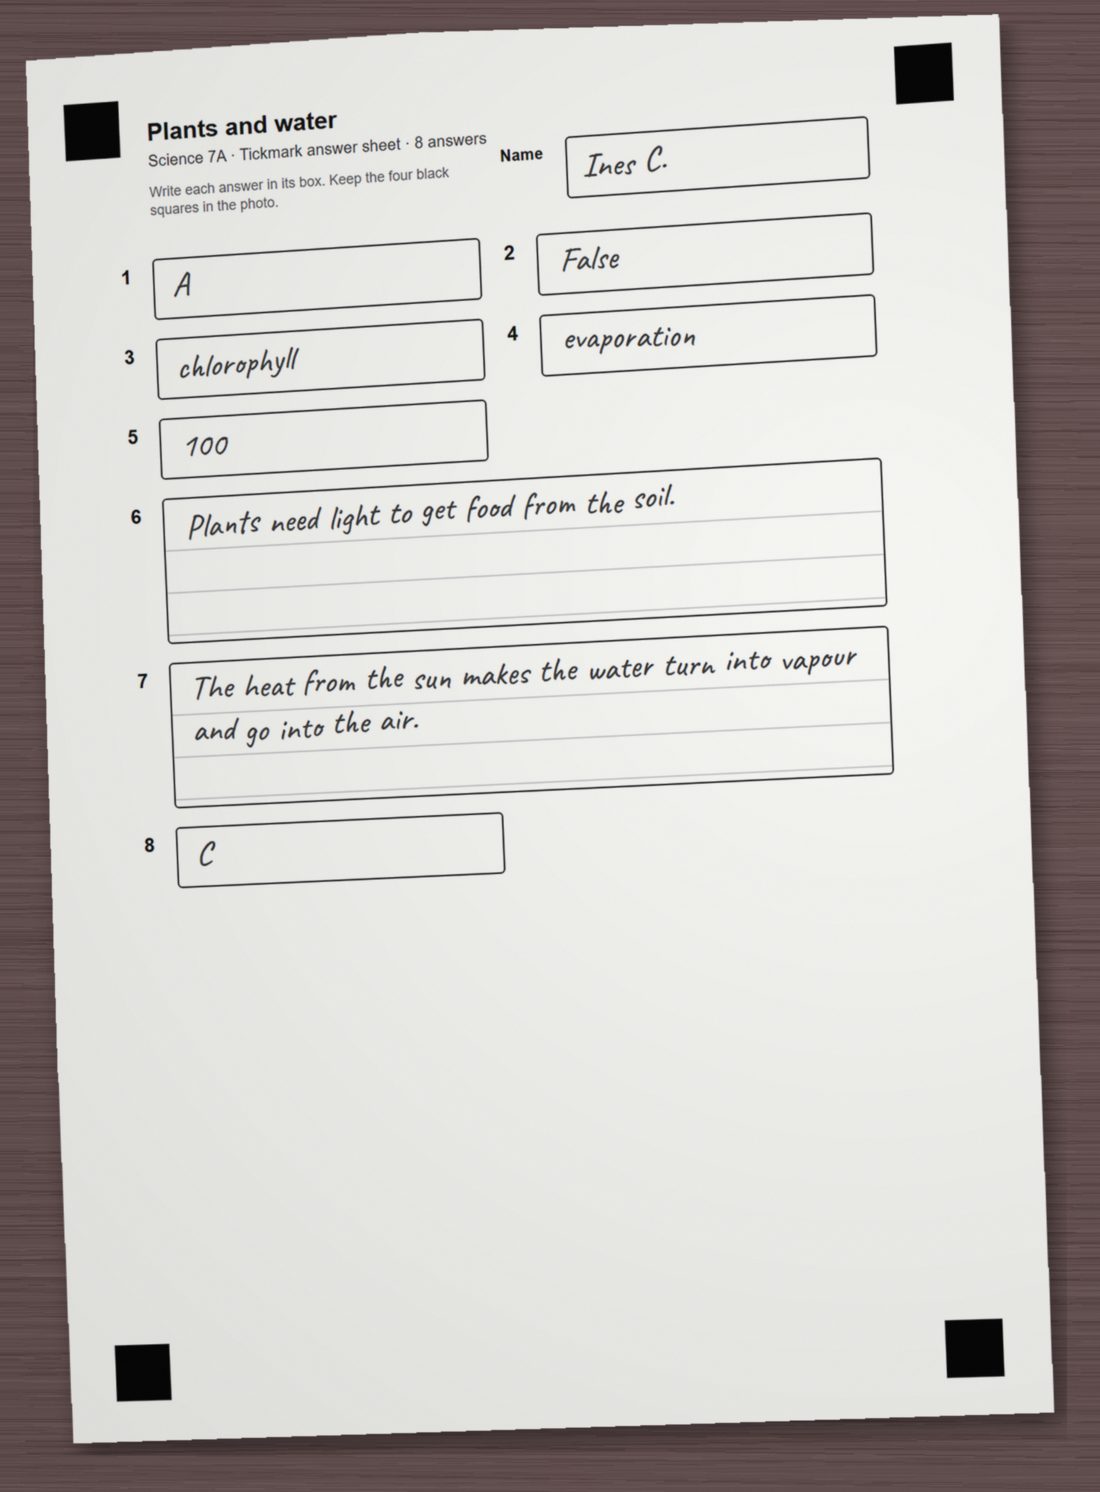 Plants and water
Science 7A · Tickmark answer sheet · 8 answers
Write each answer in its box. Keep the four black
squares in the photo.
Name Ines C.
1 A
2 False
3 chlorophyll
4 evaporation
5 100
6 Plants need light to get food from the soil.
7 The heat from the sun makes the water turn into vapour
and go into the air.
8 C